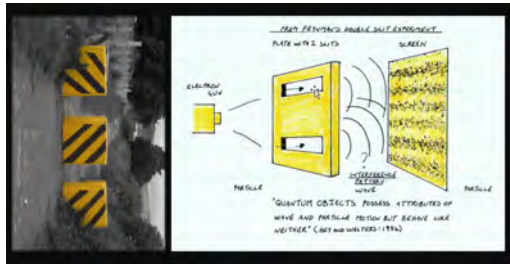 FROM FEYNMAN'S DOUBLE SLIT EXPERIMENT
PLATE WITH 2 SLITS
SCREEN
ELECTRON
GUN
?
INTERFERENCE
PATTERN
WAVE
PARTICLE
PARTICLE
"QUANTUM OBJECTS POSSESS ATTRIBUTES OF
WAVE AND PARTICLE MOTION BUT BEHAVE LIKE
NEITHER" (HEY AND WALTERS: 1986)